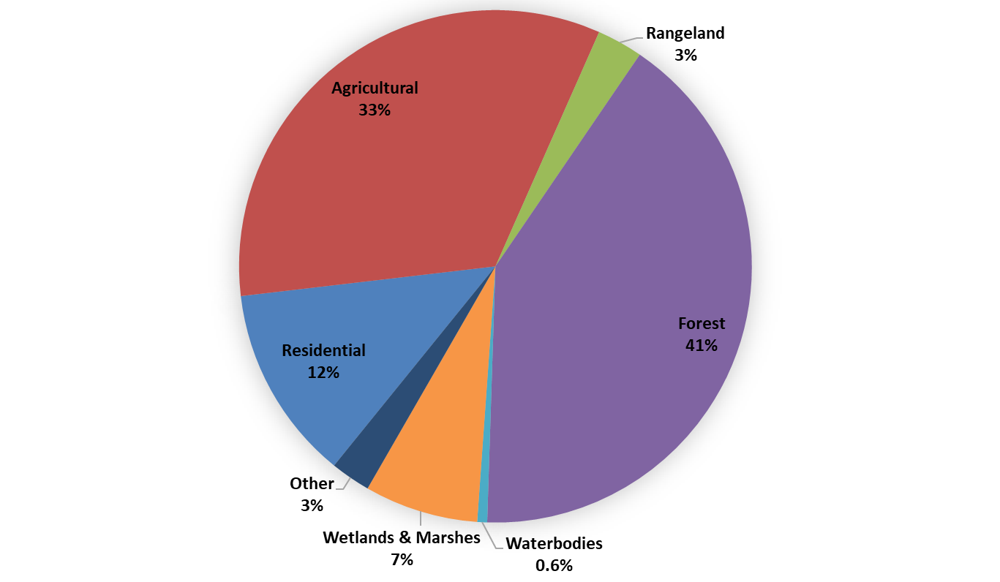 Rangeland
3%
Agricultural
33%
Forest
41%
Residential
12%
Other
3%
Wetlands & Marshes
7%
Waterbodies
0.6%